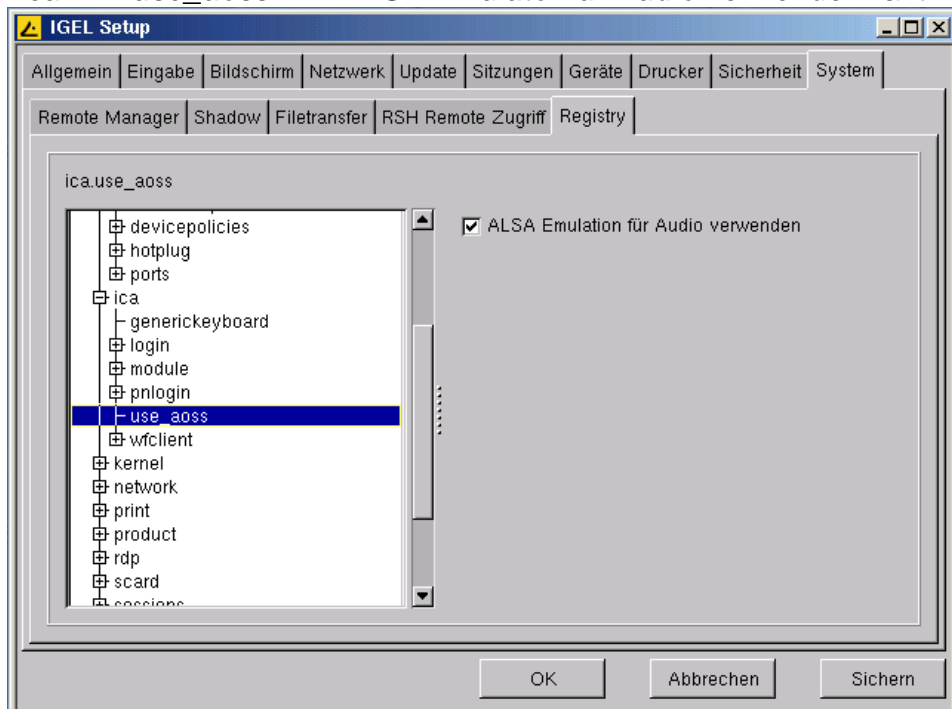 IGEL Setup
Allgemein Eingabe Bildschirm Netzwerk Update Sitzungen Geräte Drucker Sicherheit System
Remote Manager Shadow Filetransfer RSH Remote Zugriff Registry
ica.use_aoss
ALSA Emulation für Audio verwenden
devicepolicies
hotplug
ports
ica
generickeyboard
login
module
pnlogin
use_aoss
wfclient
kernel
network
print
product
rdp
scard
sessions
OK Abbrechen Sichern